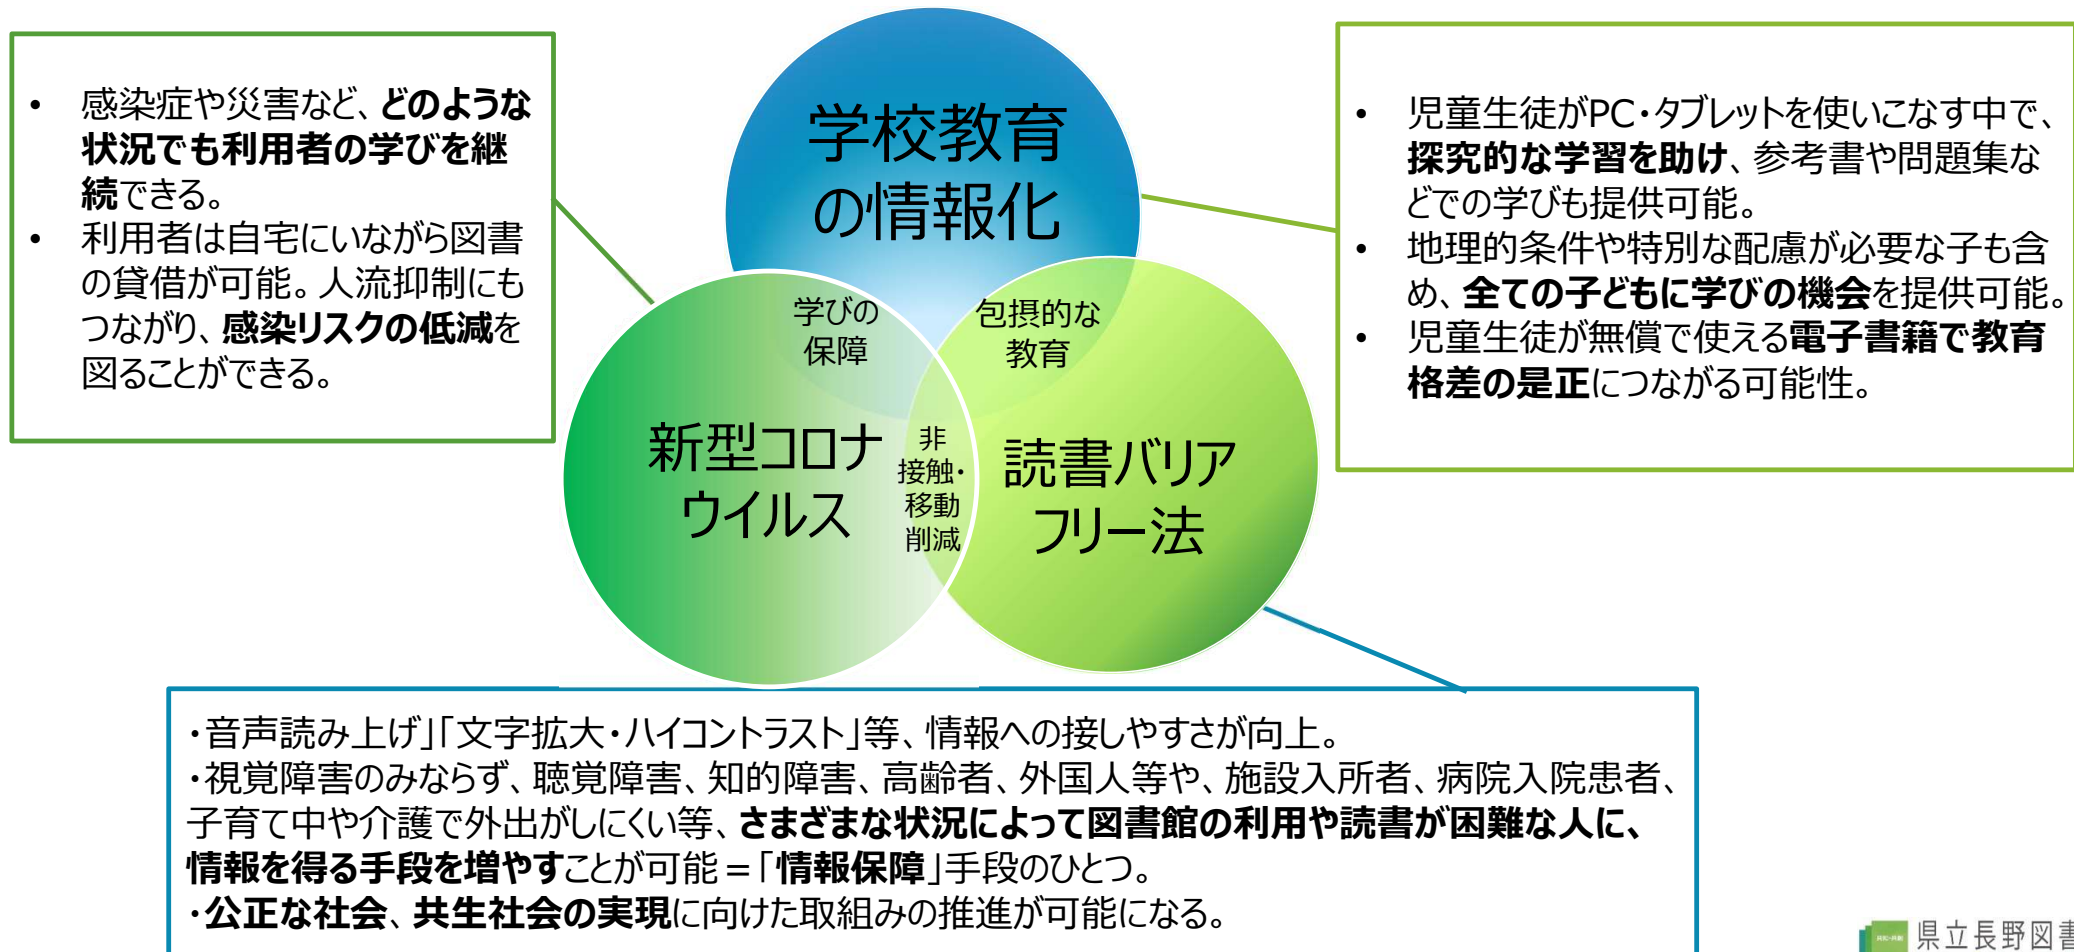 • 感染症や災害など、どのような
状況でも利用者の学びを継
続できる。
• 利用者は自宅にいながら図書
の貸借が可能。人流抑制にも
つながり、感染リスクの低減を
図ることができる。
学校教育
の情報化
• 児童生徒がPC・タブレットを使いこなす中で、
探究的な学習を助け、参考書や問題集な
どでの学びも提供可能。
• 地理的条件や特別な配慮が必要な子も含
め、全ての子どもに学びの機会を提供可能。
• 児童生徒が無償で使える電子書籍で教育
格差の是正につながる可能性。
学びの
保障
包摂的な
教育
新型コロナ
ウイルス
非
接触・
移動
削減
読書バリア
フリー法
・音声読み上げ」「文字拡大・ハイコントラスト」等、情報への接しやすさが向上。
・視覚障害のみならず、聴覚障害、知的障害、高齢者、外国人等や、施設入所者、病院入院患者、
子育て中や介護で外出がしにくい等、さまざまな状況によって図書館の利用や読書が困難な人に、
情報を得る手段を増やすことが可能＝「情報保障」手段のひとつ。
・公正な社会、共生社会の実現に向けた取組みの推進が可能になる。
県立長野図書